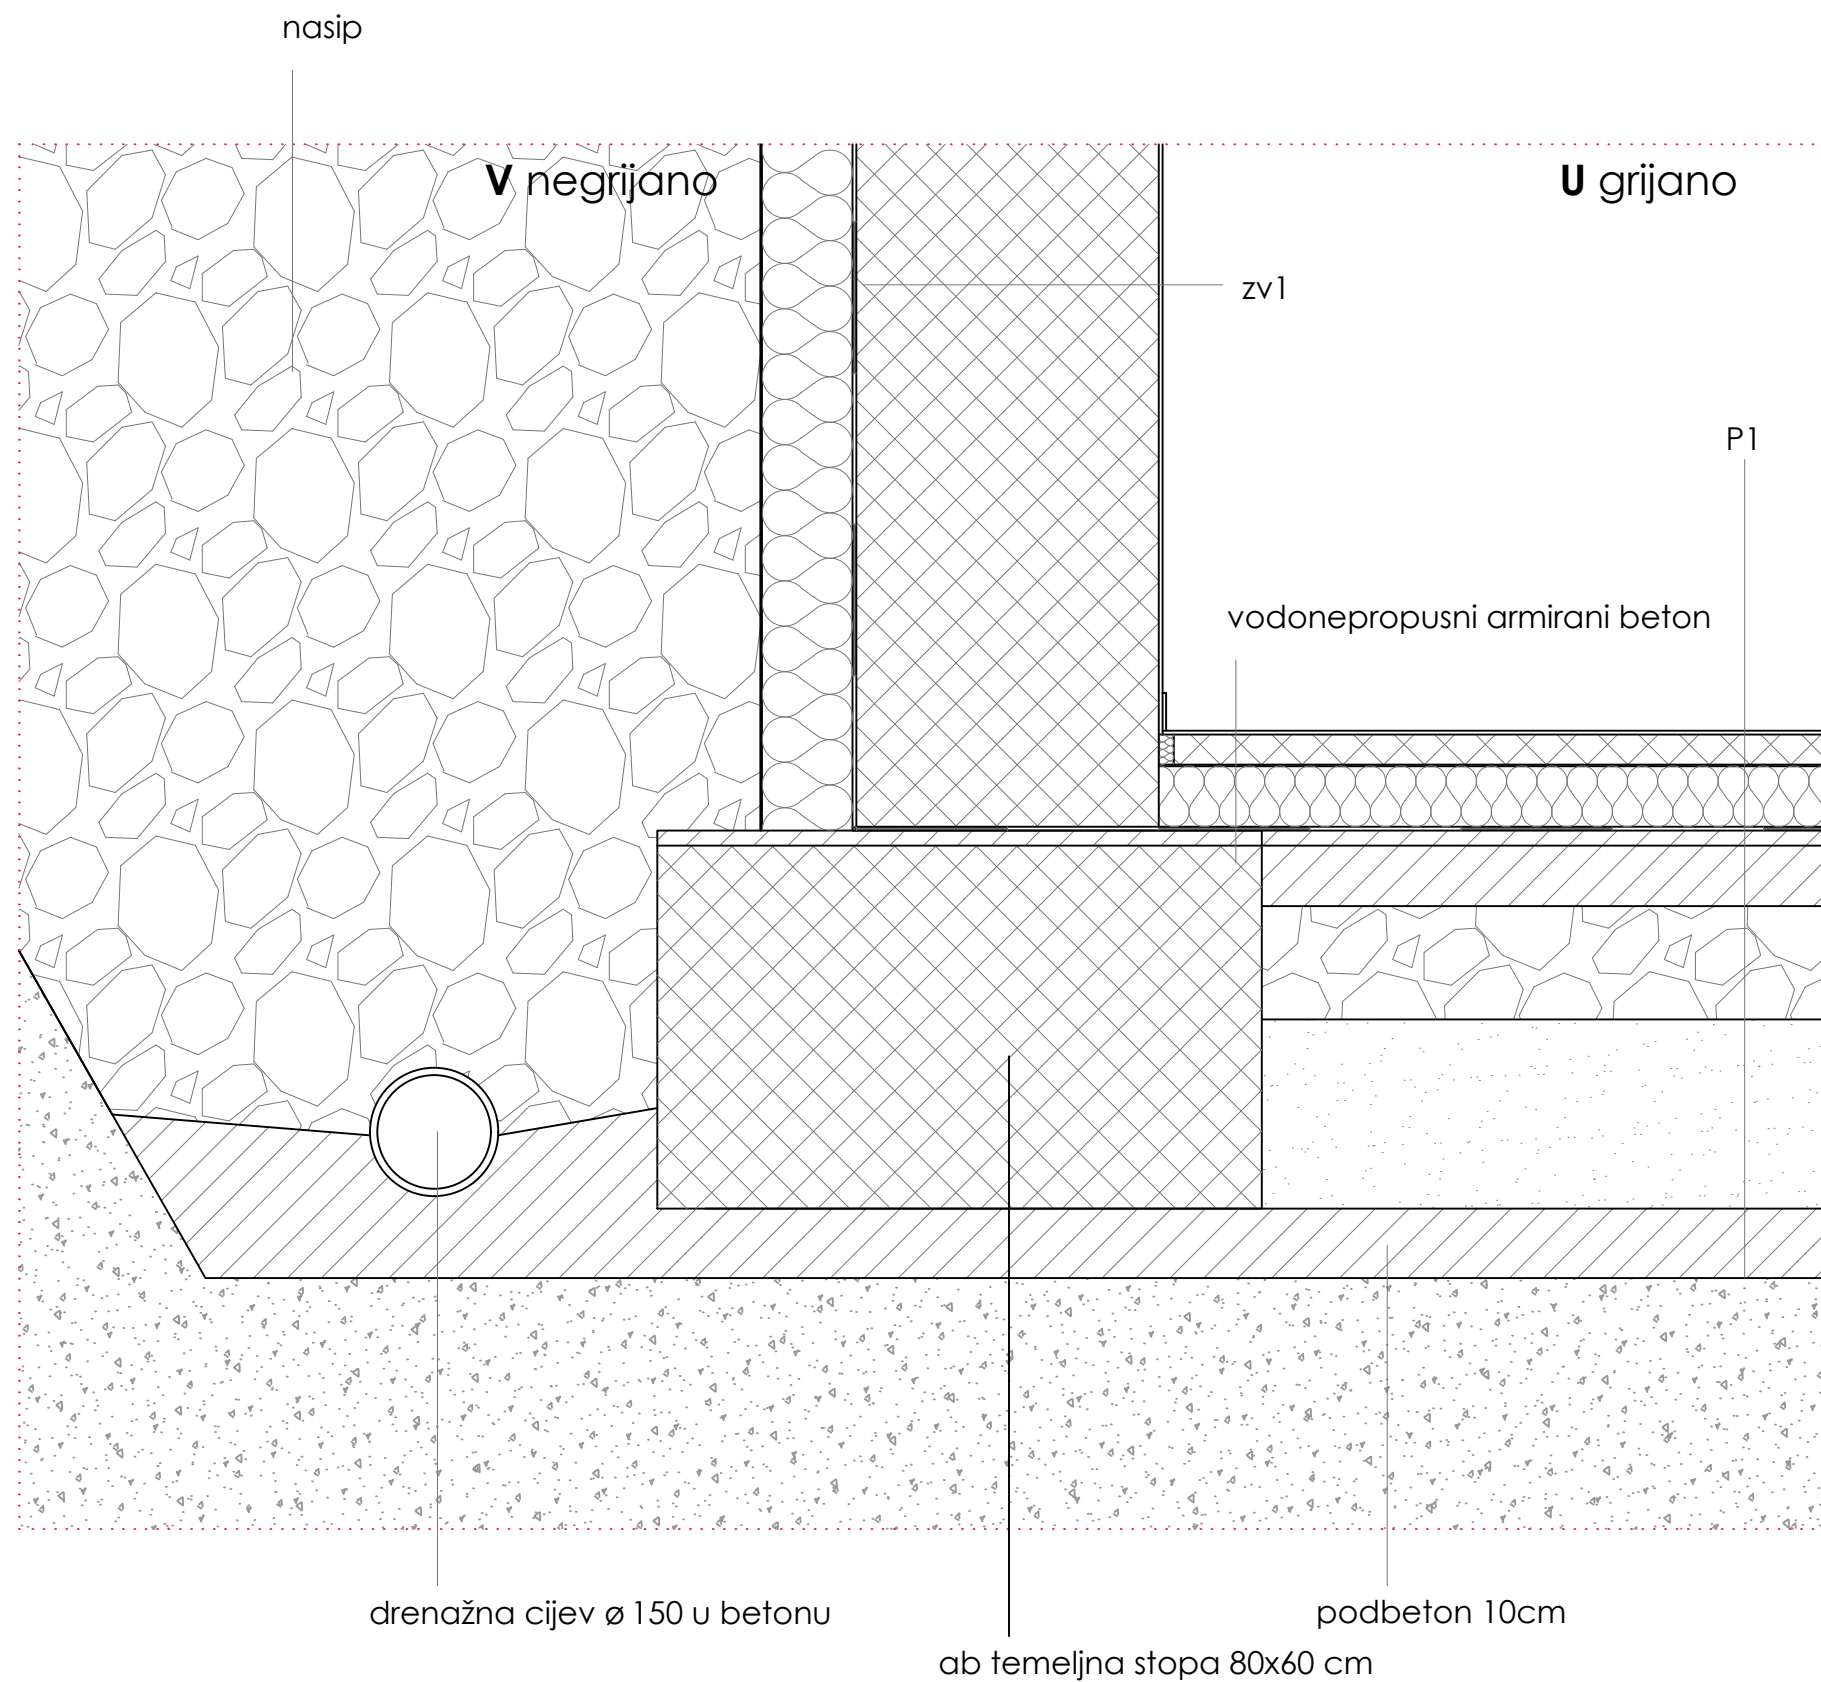 nasip
V negrijano
U grijano
zv1
P1
vodonepropusni armirani beton
drenažna cijev ø 150 u betonu
podbeton 10cm
ab temeljna stopa 80x60 cm